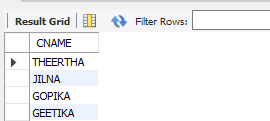 Result Grid Filter Rows:
CNAME
THEERTHA
JILNA
GOPIKA
GEETIKA